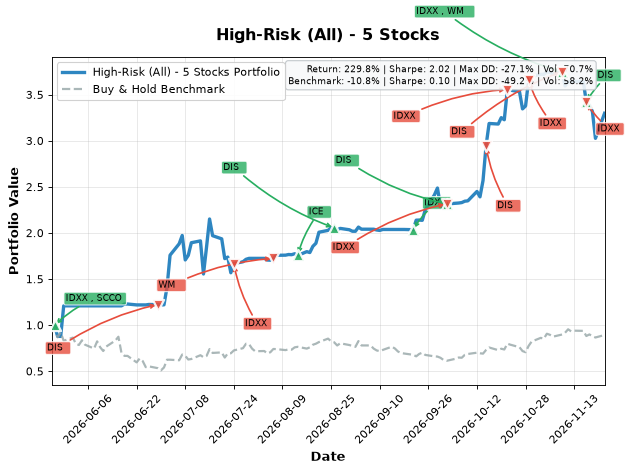 IDXX , WM
High-Risk (All) - 5 Stocks
High-Risk (All) - 5 Stocks Portfolio
Buy & Hold Benchmark
Return: 229.8% | Sharpe: 2.02 | Max DD: -27.1% | Vol: 70.7%
Benchmark: -10.8% | Sharpe: 0.10 | Max DD: -49.2% | Vol: 58.2%
DIS
IDXX
IDXX
IDXX
DIS
DIS
DIS
IDXX
DIS
ICE
IDXX
WM
IDXX , SCCO
IDXX
DIS
3.5
3.0
2.5
2.0
1.5
1.0
0.5
Portfolio Value
2026-06-06
2026-06-22
2026-07-08
2026-07-24
2026-08-09
2026-08-25
2026-09-10
2026-09-26
2026-10-12
2026-10-28
2026-11-13
Date